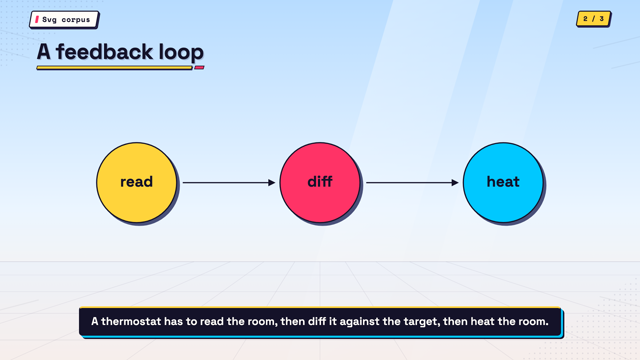 Svg corpus
2 / 3
A feedback loop
read
diff
heat
A thermostat has to read the room, then diff it against the target, then heat the room.